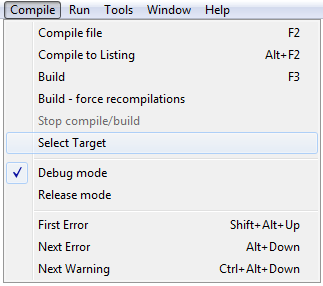 Compile Run Tools Window Help
Compile file F2
Compile to Listing Alt+F2
Build F3
Build - force recompilations
Stop compile/build
Select Target
Debug mode
Release mode
First Error Shift+Alt+Up
Next Error Alt+Down
Next Warning Ctrl+Alt+Down